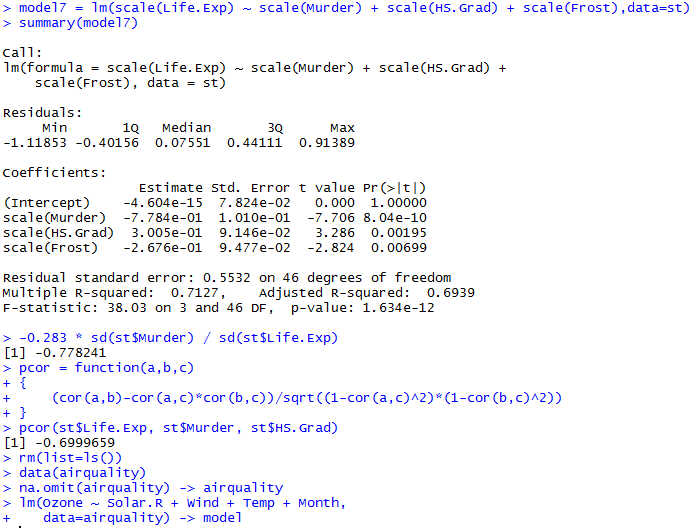 > model7 = lm(scale(Life.Exp) ~ scale(Murder) + scale(HS.Grad) + scale(Frost),data=st)
> summary(model7)
Call:
lm(formula = scale(Life.Exp) ~ scale(Murder) + scale(HS.Grad) +
    scale(Frost), data = st)
Residuals:
     Min       1Q   Median       3Q      Max
-1.11853 -0.40156  0.07551  0.44111  0.91389
Coefficients:
                 Estimate Std. Error t value Pr(>|t|)
(Intercept)    -4.604e-15  7.824e-02   0.000  1.00000
scale(Murder)  -7.784e-01  1.010e-01  -7.706 8.04e-10
scale(HS.Grad)  3.005e-01  9.146e-02   3.286  0.00195
scale(Frost)   -2.676e-01  9.477e-02  -2.824  0.00699
Residual standard error: 0.5532 on 46 degrees of freedom
Multiple R-squared:  0.7127,    Adjusted R-squared:  0.6939
F-statistic: 38.03 on 3 and 46 DF,  p-value: 1.634e-12
> -0.283 * sd(st$Murder) / sd(st$Life.Exp)
[1] -0.778241
> pcor = function(a,b,c)
+ {
+     (cor(a,b)-cor(a,c)*cor(b,c))/sqrt((1-cor(a,c)^2)*(1-cor(b,c)^2))
+ }
> pcor(st$Life.Exp, st$Murder, st$HS.Grad)
[1] -0.6999659
> rm(list=ls())
> data(airquality)
> na.omit(airquality) -> airquality
> lm(Ozone ~ Solar.R + Wind + Temp + Month,
+    data=airquality) -> model